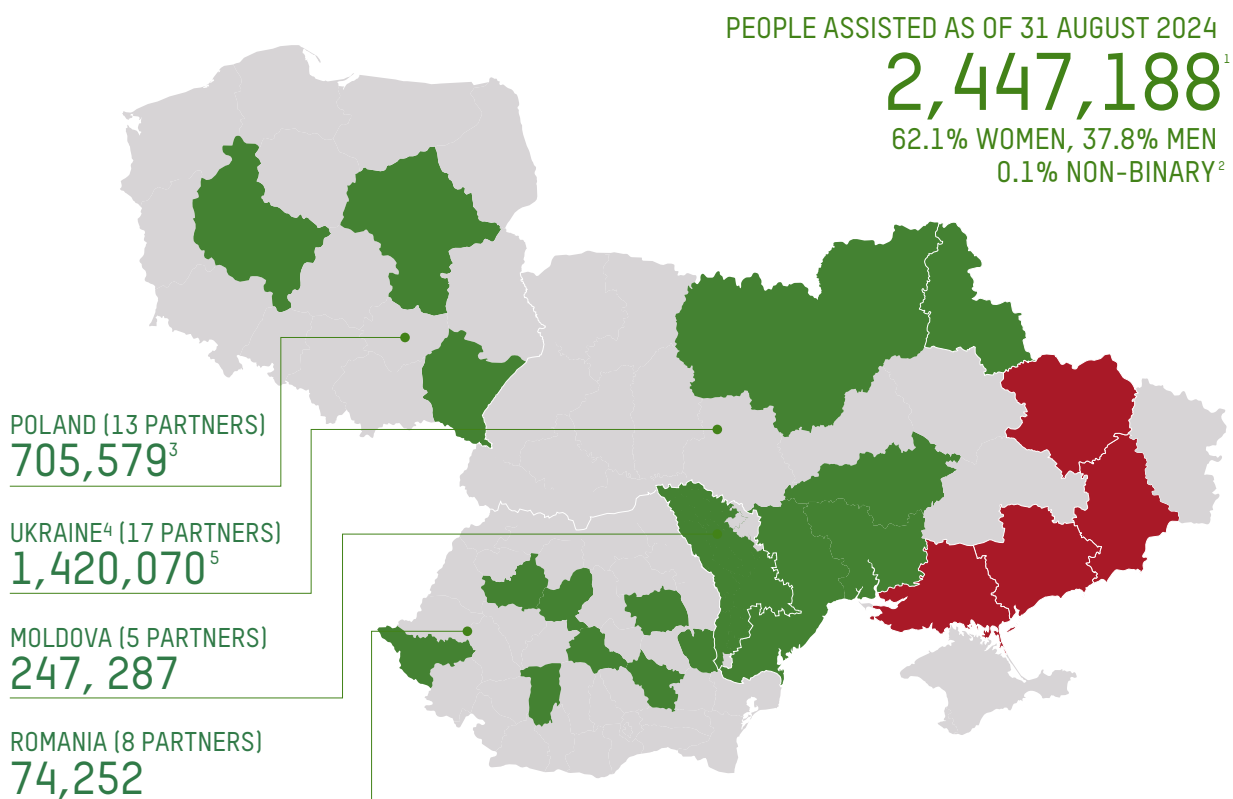 PEOPLE ASSISTED AS OF 31 AUGUST 2024
2,447,188¹
62.1% WOMEN, 37.8% MEN
0.1% NON-BINARY²
POLAND (13 PARTNERS)
705,579³
UKRAINE⁴ (17 PARTNERS)
1,420,070⁵
MOLDOVA (5 PARTNERS)
247, 287
ROMANIA (8 PARTNERS)
74,252